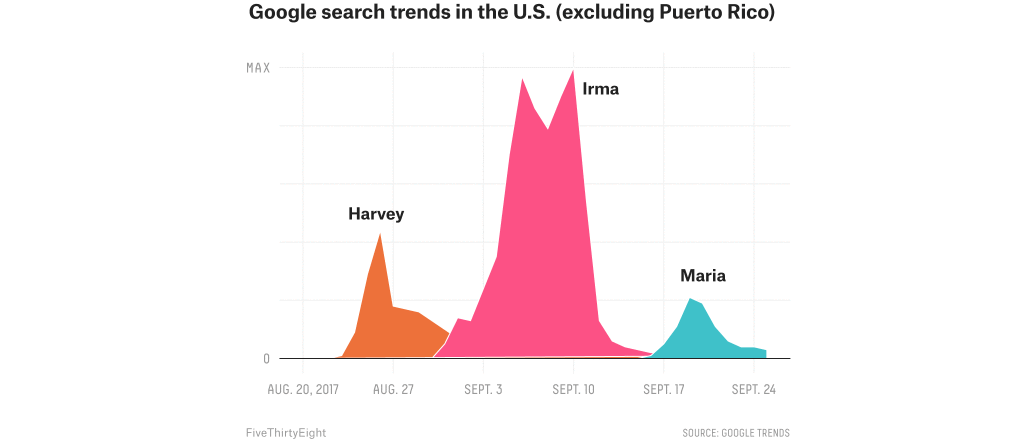 Google search trends in the U.S. (excluding Puerto Rico)
MAX
Irma
Harvey
Maria
0
AUG. 20, 2017 AUG. 27 SEPT. 3 SEPT. 10 SEPT. 17 SEPT. 24
FiveThirtyEight SOURCE: GOOGLE TRENDS